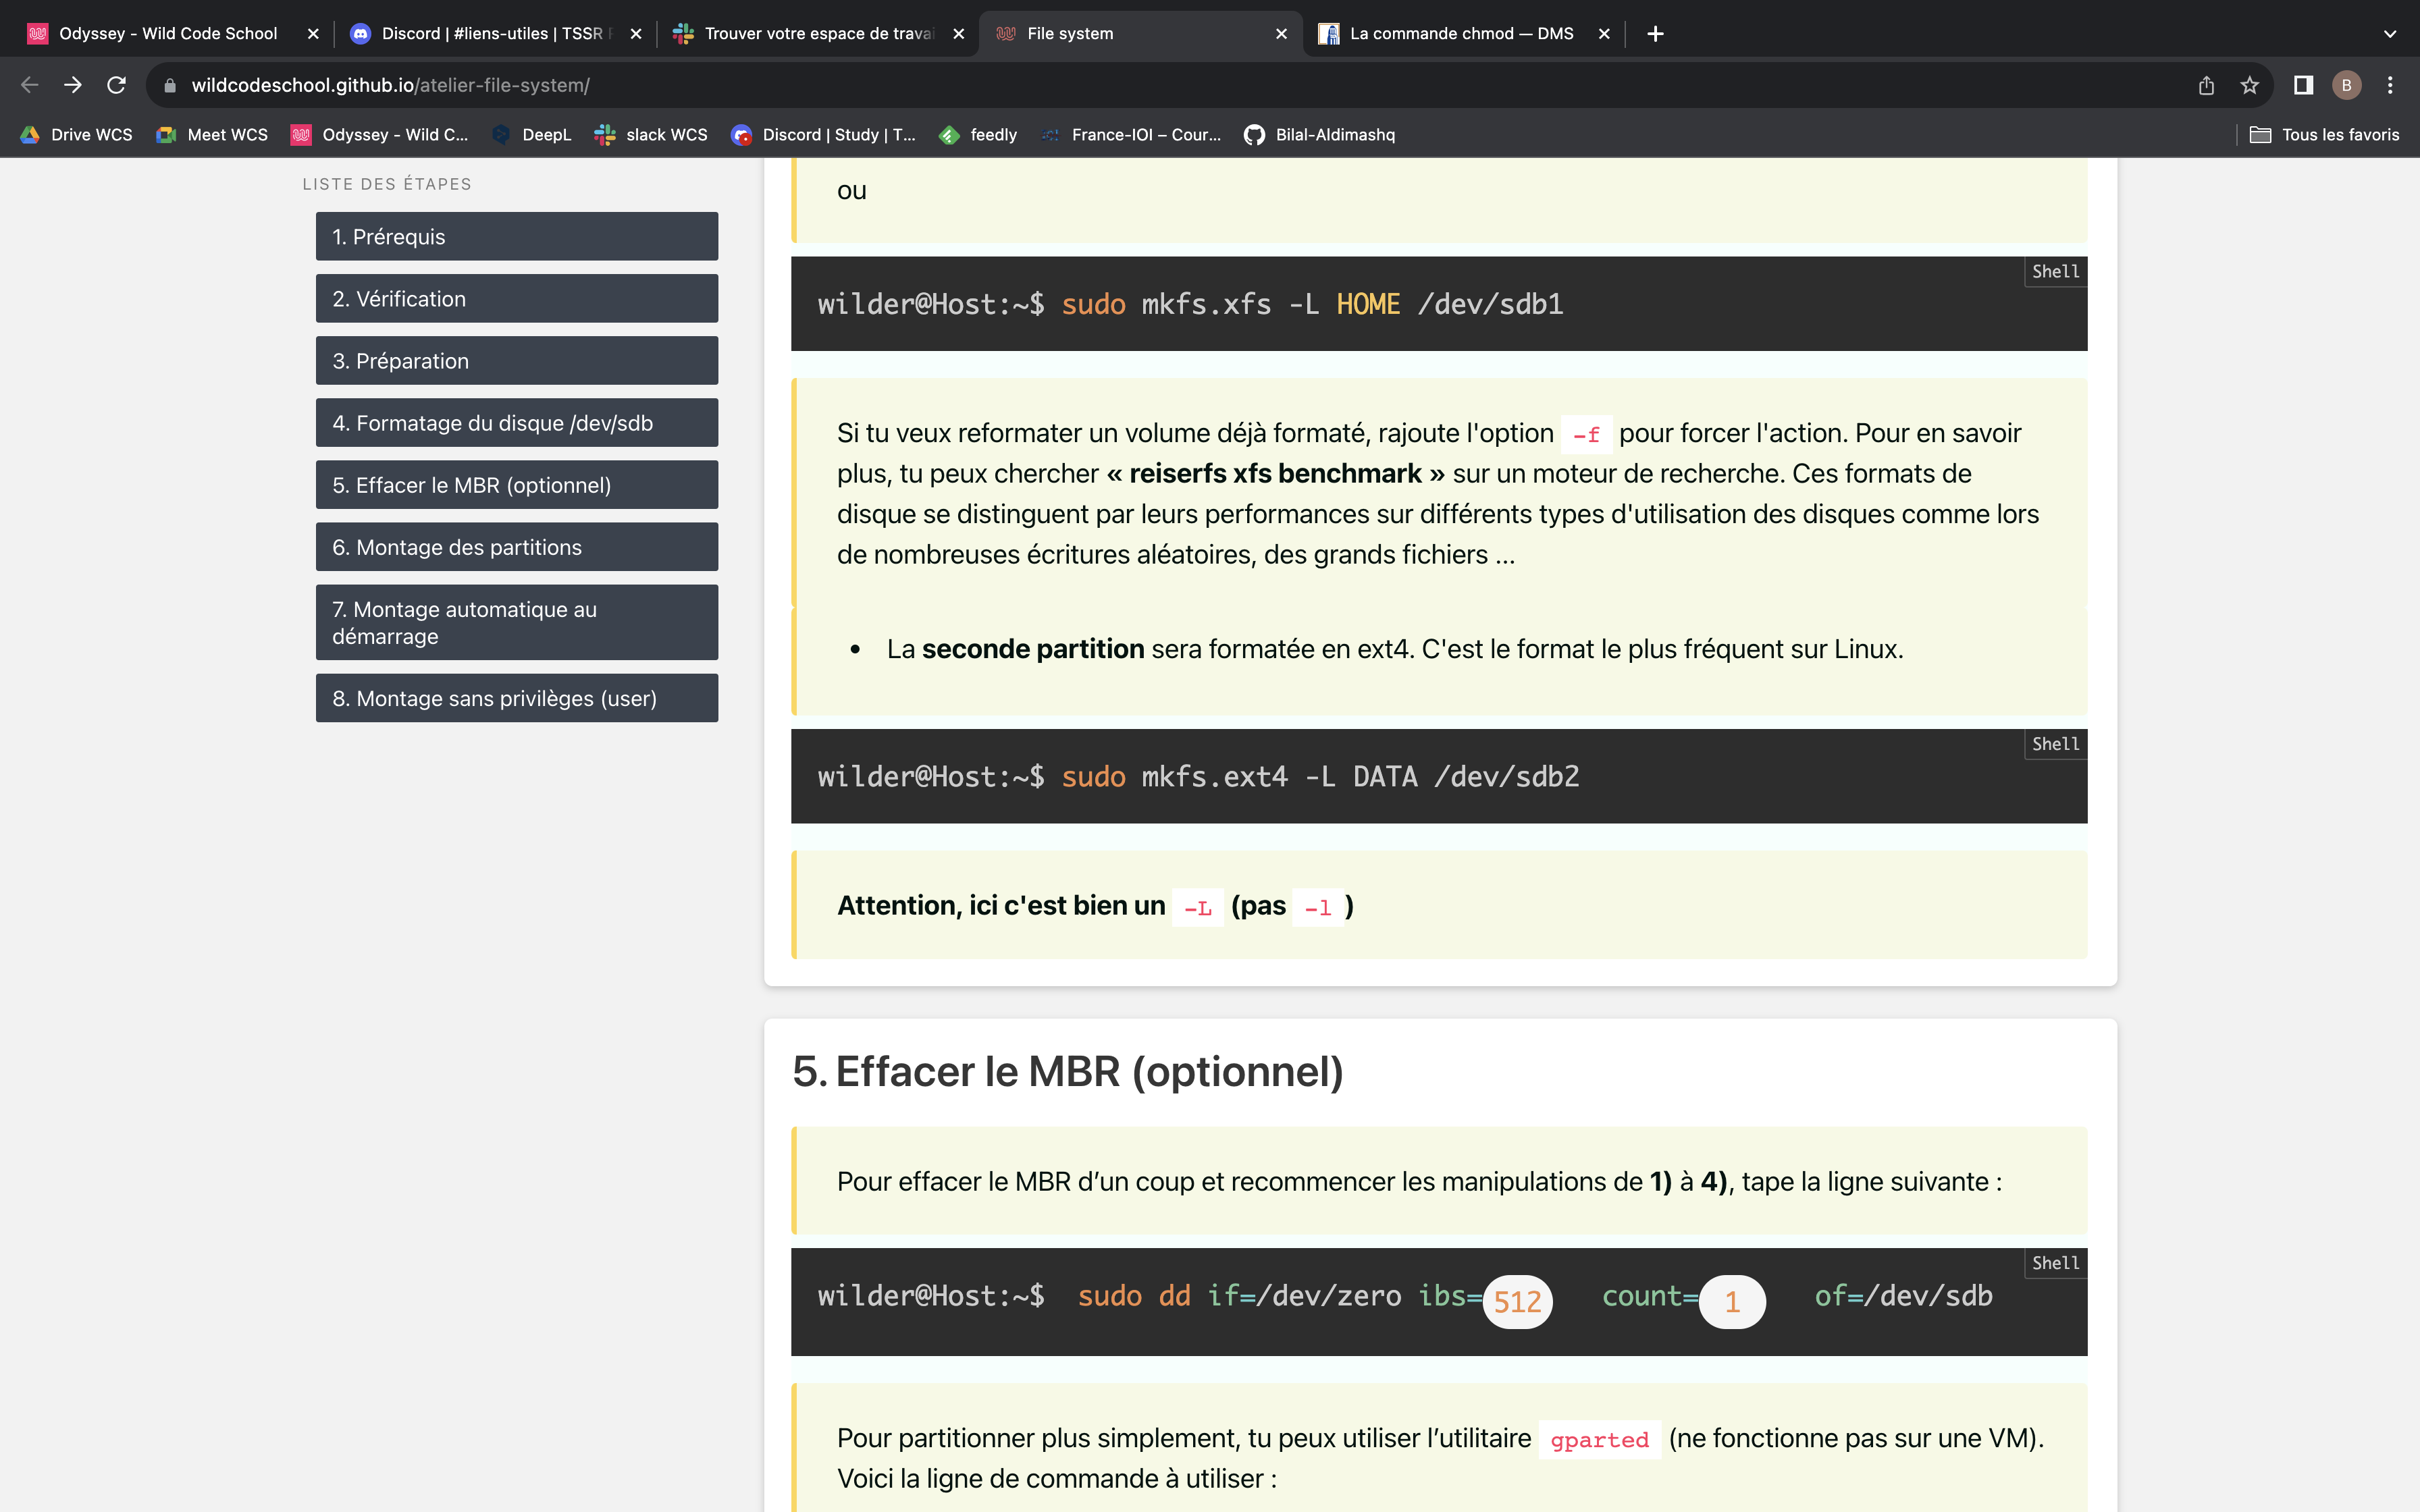 Odyssey - Wild Code School
Discord | #liens-utiles | TSSR
Trouver votre espace de travai
File system
La commande chmod — DMS
wildcodeschool.github.io/atelier-file-system/
B
Drive WCS
Meet WCS
Odyssey - Wild C...
DeepL
slack WCS
Discord | Study | T...
feedly
France-IOI – Cour...
Bilal-Aldimashq
Tous les favoris
LISTE DES ÉTAPES
1. Prérequis
2. Vérification
3. Préparation
4. Formatage du disque /dev/sdb
5. Effacer le MBR (optionnel)
6. Montage des partitions
7. Montage automatique au
démarrage
8. Montage sans privilèges (user)
ou
Shell
wilder@Host:~$ sudo mkfs.xfs -L HOME /dev/sdb1
Si tu veux reformater un volume déjà formaté, rajoute l'option -f pour forcer l'action. Pour en savoir
plus, tu peux chercher « reiserfs xfs benchmark » sur un moteur de recherche. Ces formats de
disque se distinguent par leurs performances sur différents types d'utilisation des disques comme lors
de nombreuses écritures aléatoires, des grands fichiers ...
• La seconde partition sera formatée en ext4. C'est le format le plus fréquent sur Linux.
Shell
wilder@Host:~$ sudo mkfs.ext4 -L DATA /dev/sdb2
Attention, ici c'est bien un -L (pas -l )
5. Effacer le MBR (optionnel)
Pour effacer le MBR d’un coup et recommencer les manipulations de 1) à 4), tape la ligne suivante :
Shell
wilder@Host:~$ sudo dd if=/dev/zero ibs=512 count=1 of=/dev/sdb
Pour partitionner plus simplement, tu peux utiliser l’utilitaire gparted (ne fonctionne pas sur une VM).
Voici la ligne de commande à utiliser :